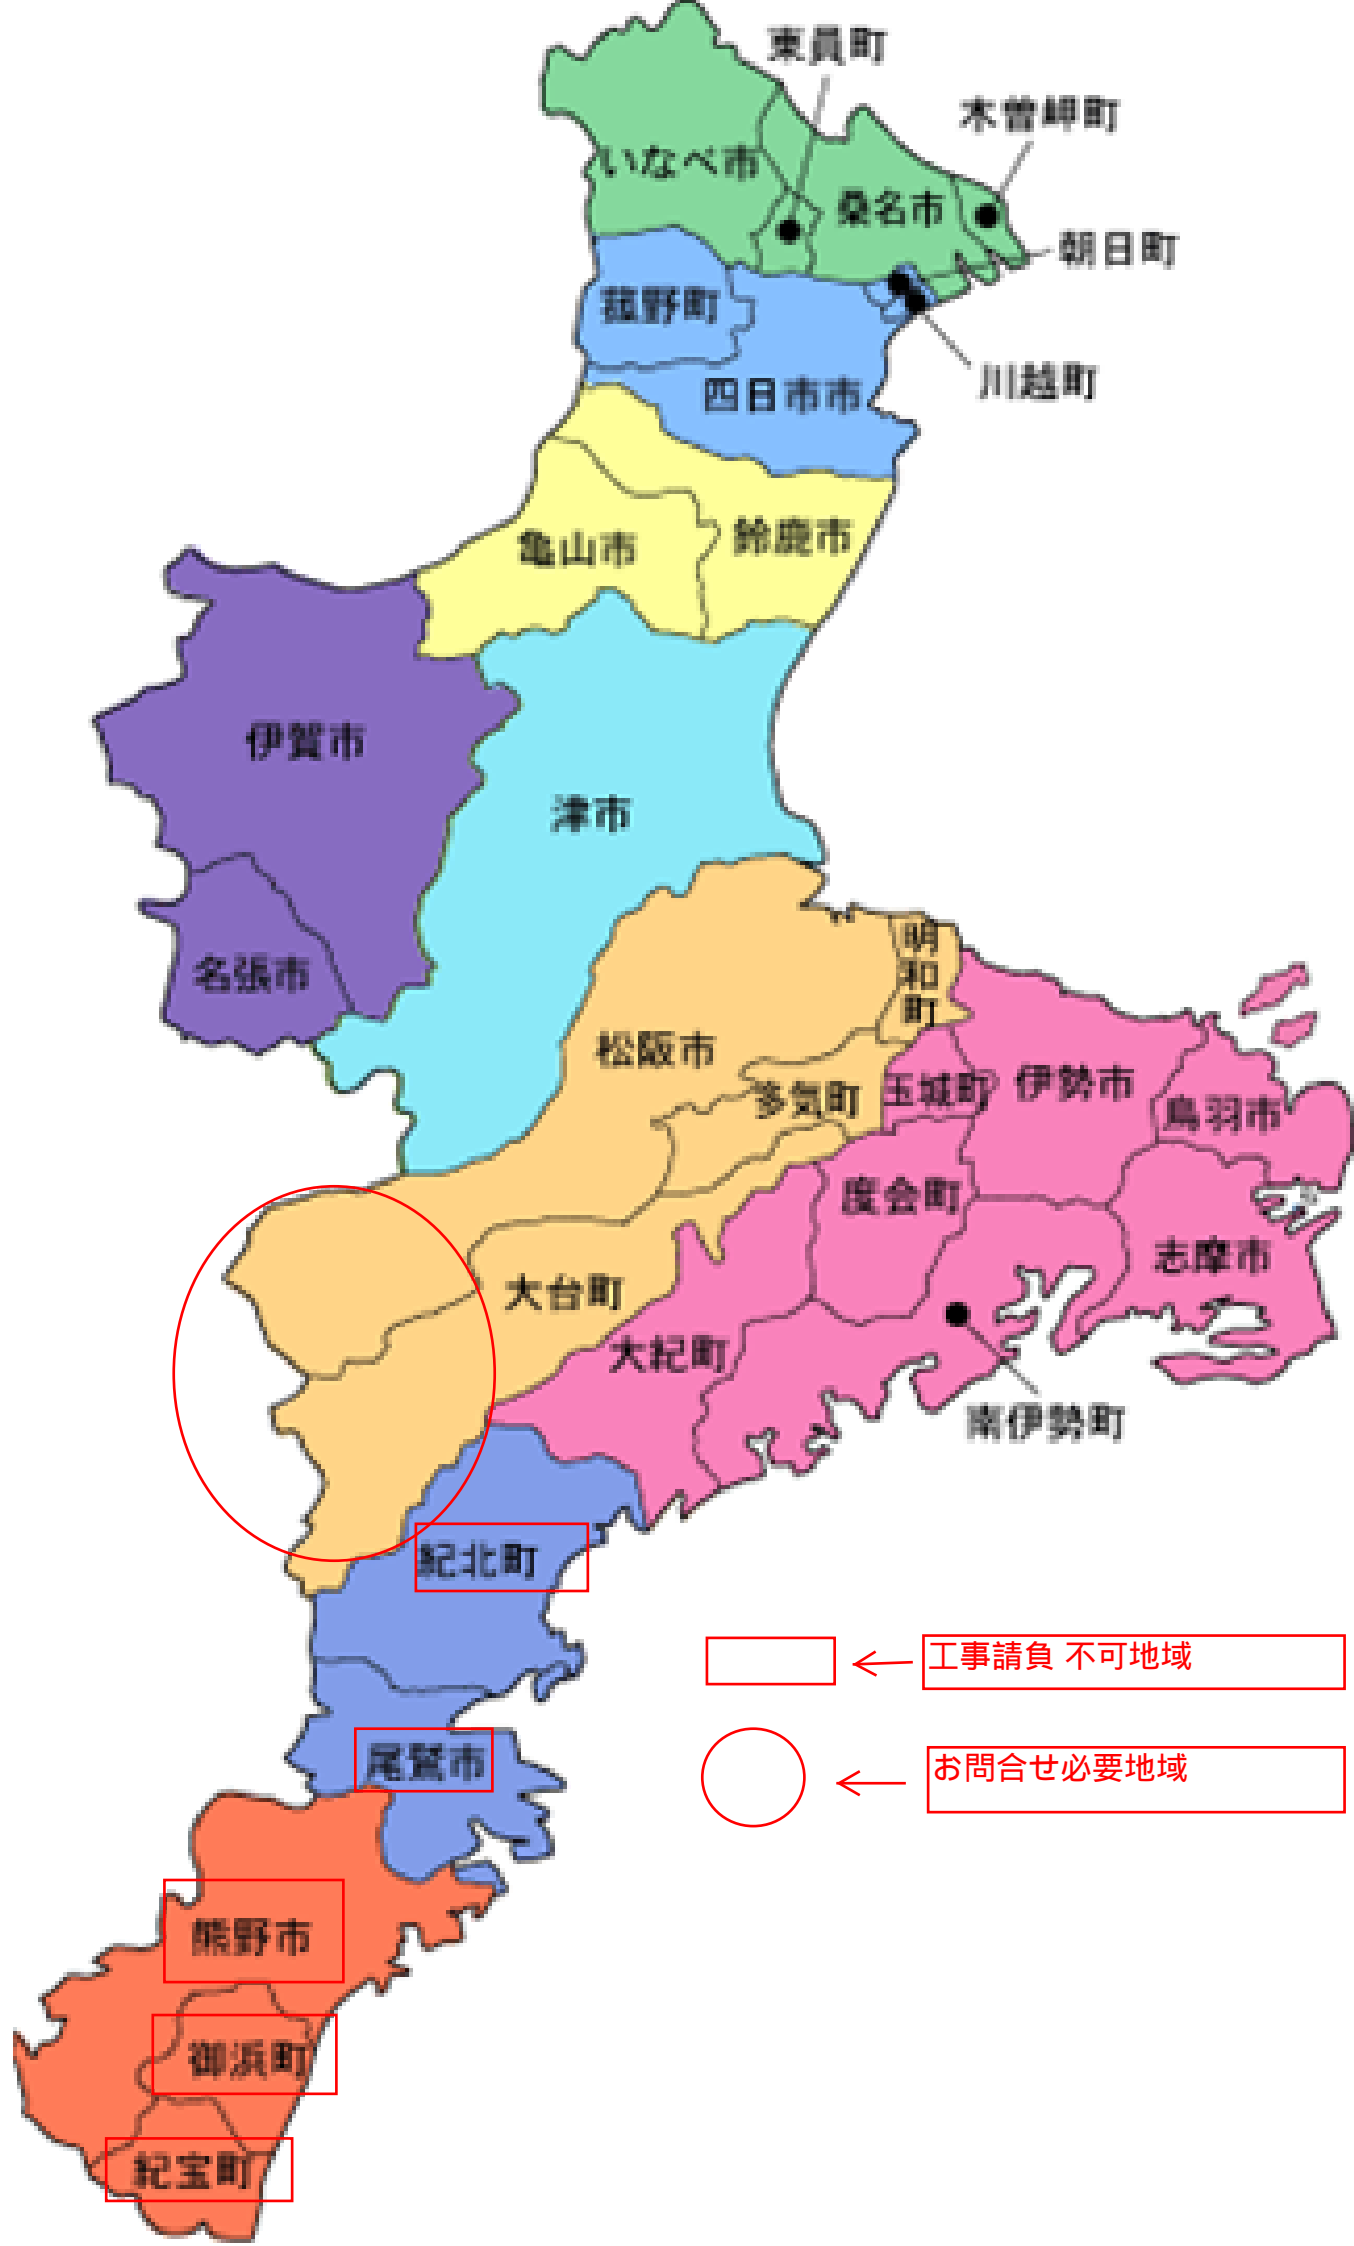 東員町
木曽岬町
いなべ市
桑名市
朝日町
菰野町
川越町
四日市市
亀山市
鈴鹿市
伊賀市
津市
名張市
明和町
松阪市
多気町
玉城町
伊勢市
鳥羽市
度会町
志摩市
大台町
大紀町
南伊勢町
紀北町
工事請負 不可地域
尾鷲市
お問合せ必要地域
熊野市
御浜町
紀宝町